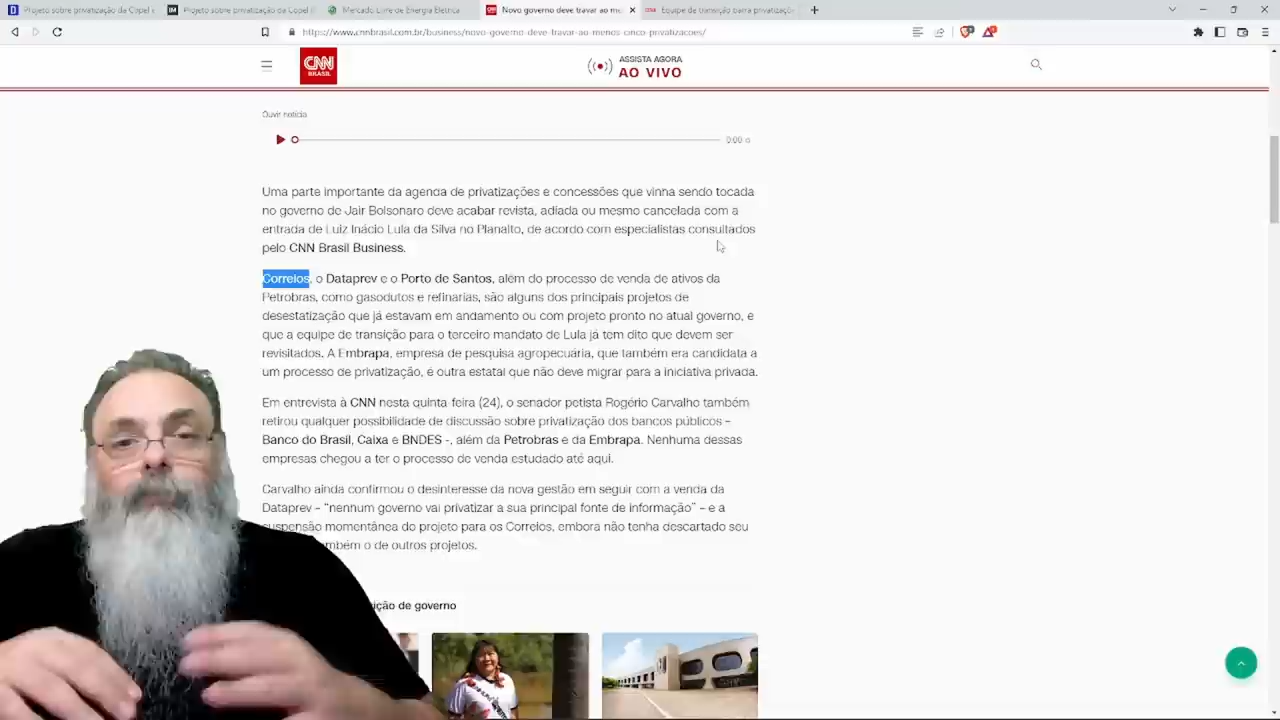 Projeto sobre privatização da Copel é
Projeto sobre privatização da Copel é
Mercado Livre de Energia Elétrica
Novo governo deve travar ao me
Equipe de transição barra privatizaçã
https://www.cnnbrasil.com.br/business/novo-governo-deve-travar-ao-menos-cinco-privatizacoes/
CNN
BRASIL
ASSISTA AGORA
AO VIVO
Ouvir notícia
0:00
Uma parte importante da agenda de privatizações e concessões que vinha sendo tocada
no governo de Jair Bolsonaro deve acabar revista, adiada ou mesmo cancelada com a
entrada de Luiz Inácio Lula da Silva no Planalto, de acordo com especialistas consultados
pelo CNN Brasil Business.
Correios, o Dataprev e o Porto de Santos, além do processo de venda de ativos da
Petrobras, como gasodutos e refinarias, são alguns dos principais projetos de
desestatização que já estavam em andamento ou com projeto pronto no atual governo, e
que a equipe de transição para o terceiro mandato de Lula já tem dito que devem ser
revisitados. A Embrapa, empresa de pesquisa agropecuária, que também era candidata a
um processo de privatização, é outra estatal que não deve migrar para a iniciativa privada.
Em entrevista à CNN nesta quinta-feira (24), o senador petista Rogério Carvalho também
retirou qualquer possibilidade de discussão sobre privatização dos bancos públicos –
Banco do Brasil, Caixa e BNDES -, além da Petrobras e da Embrapa. Nenhuma dessas
empresas chegou a ter o processo de venda estudado até aqui.
Carvalho ainda confirmou o desinteresse da nova gestão em seguir com a venda da
Dataprev – “nenhum governo vai privatizar a sua principal fonte de informação” – e a
suspensão momentânea do projeto para os Correios, embora não tenha descartado seu
mbém o de outros projetos.
ição de governo